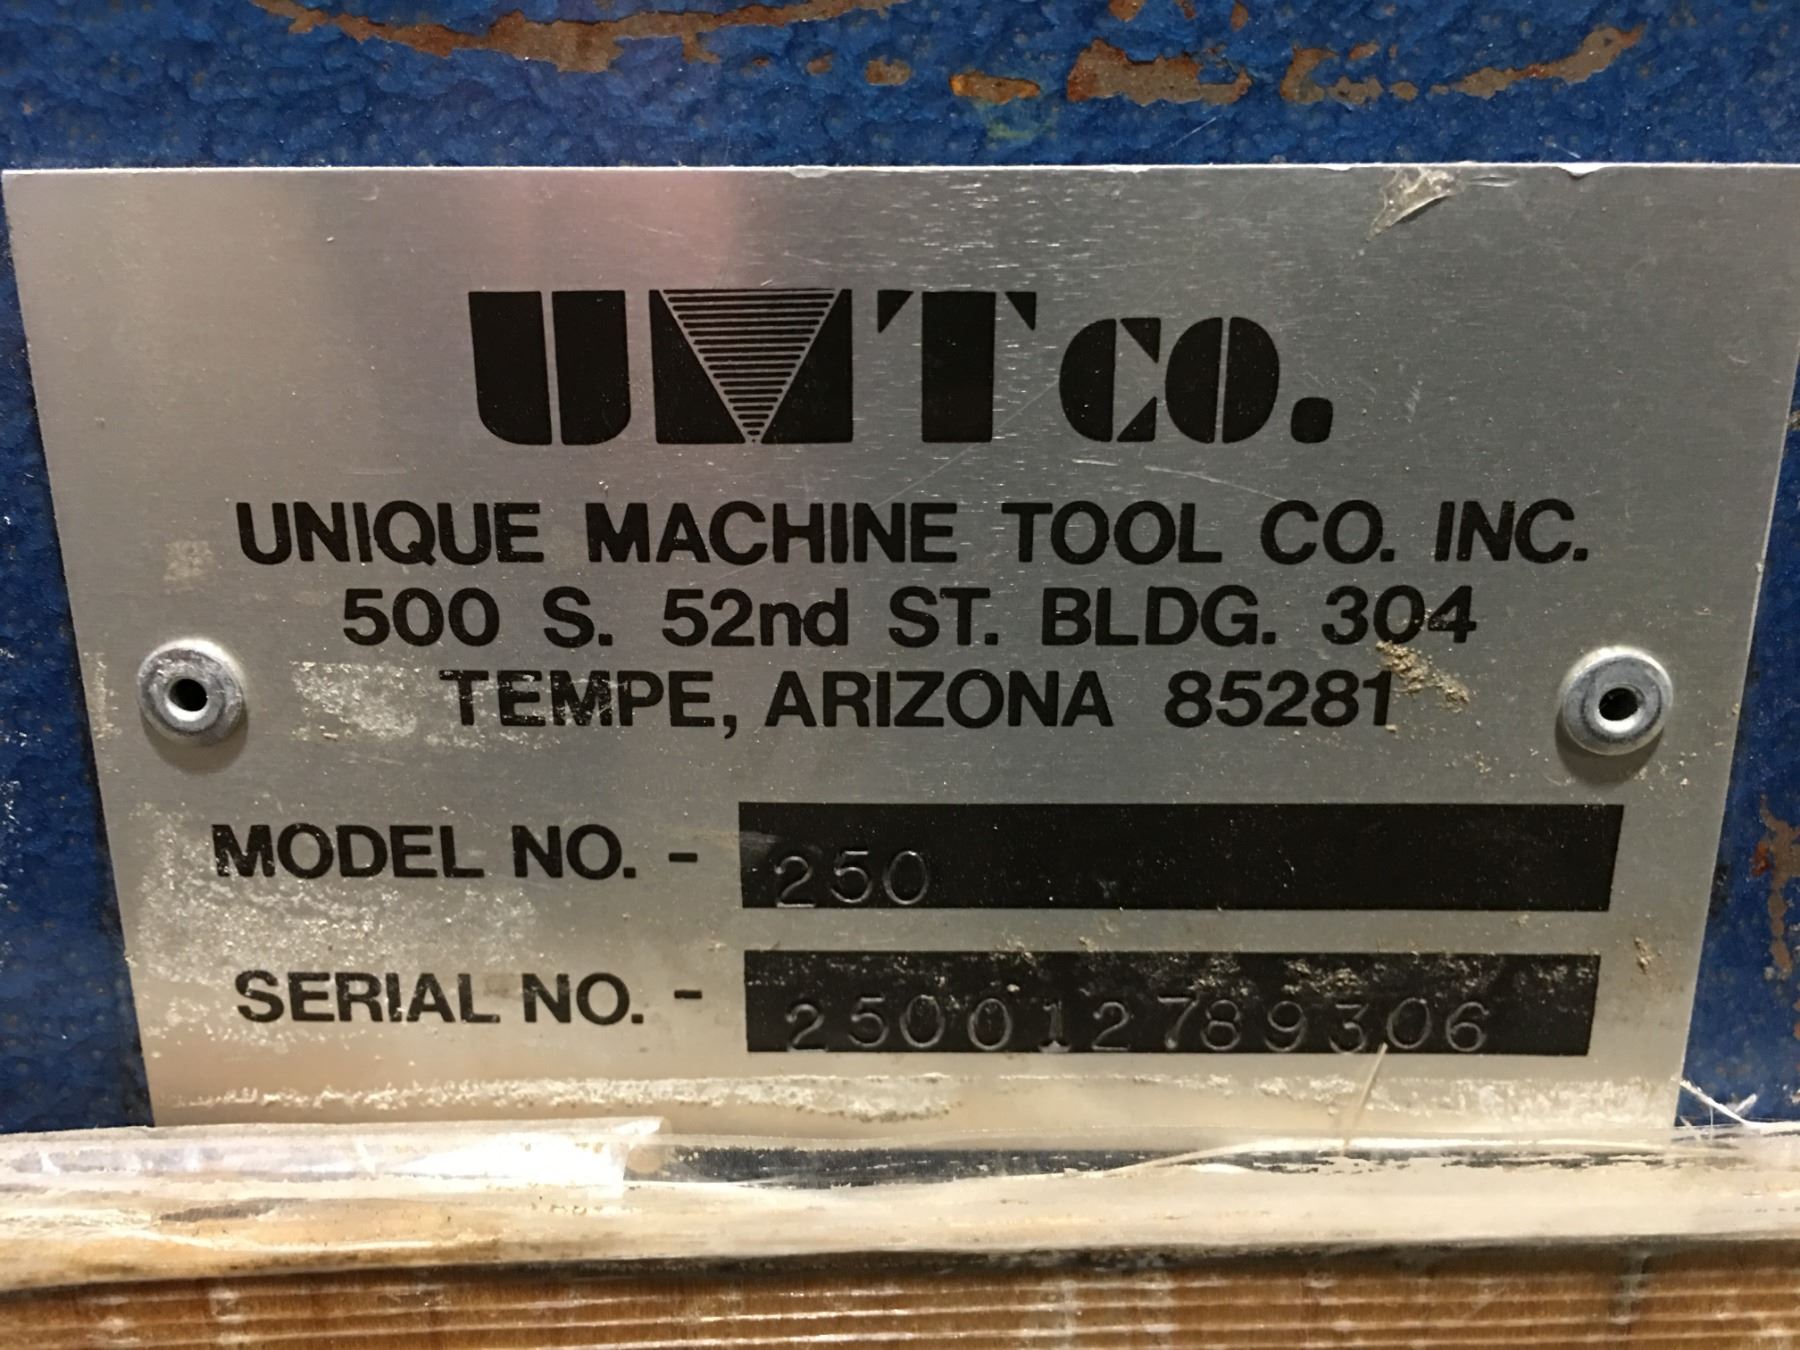 UMTCO.
UNIQUE MACHINE TOOL CO. INC.
500 S. 52nd ST. BLDG. 304
TEMPE, ARIZONA 85281
MODEL NO. - 250
SERIAL NO. - 250012789306